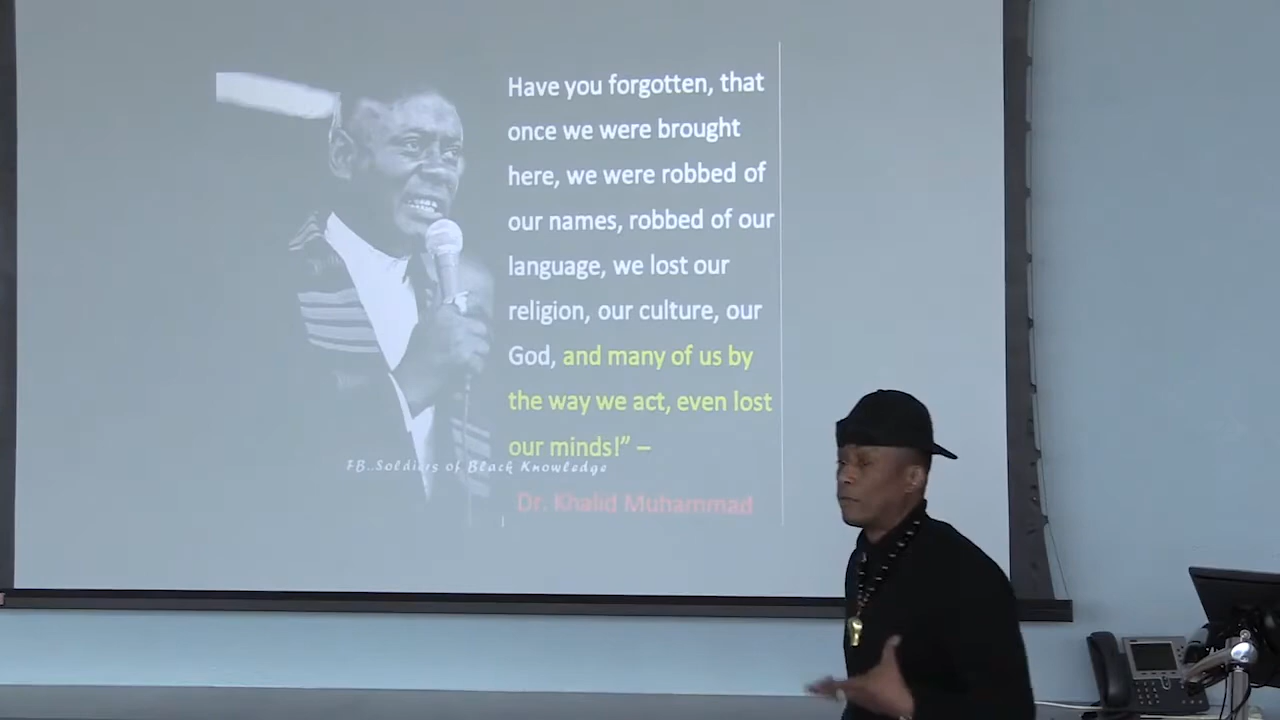 Have you forgotten, that
once we were brought
here, we were robbed of
our names, robbed of our
language, we lost our
religion, our culture, our
God, and many of us by
the way we act, even lost
our minds!” –
FB..Soldiers of Black Knowledge
Dr. Khalid Muhammad